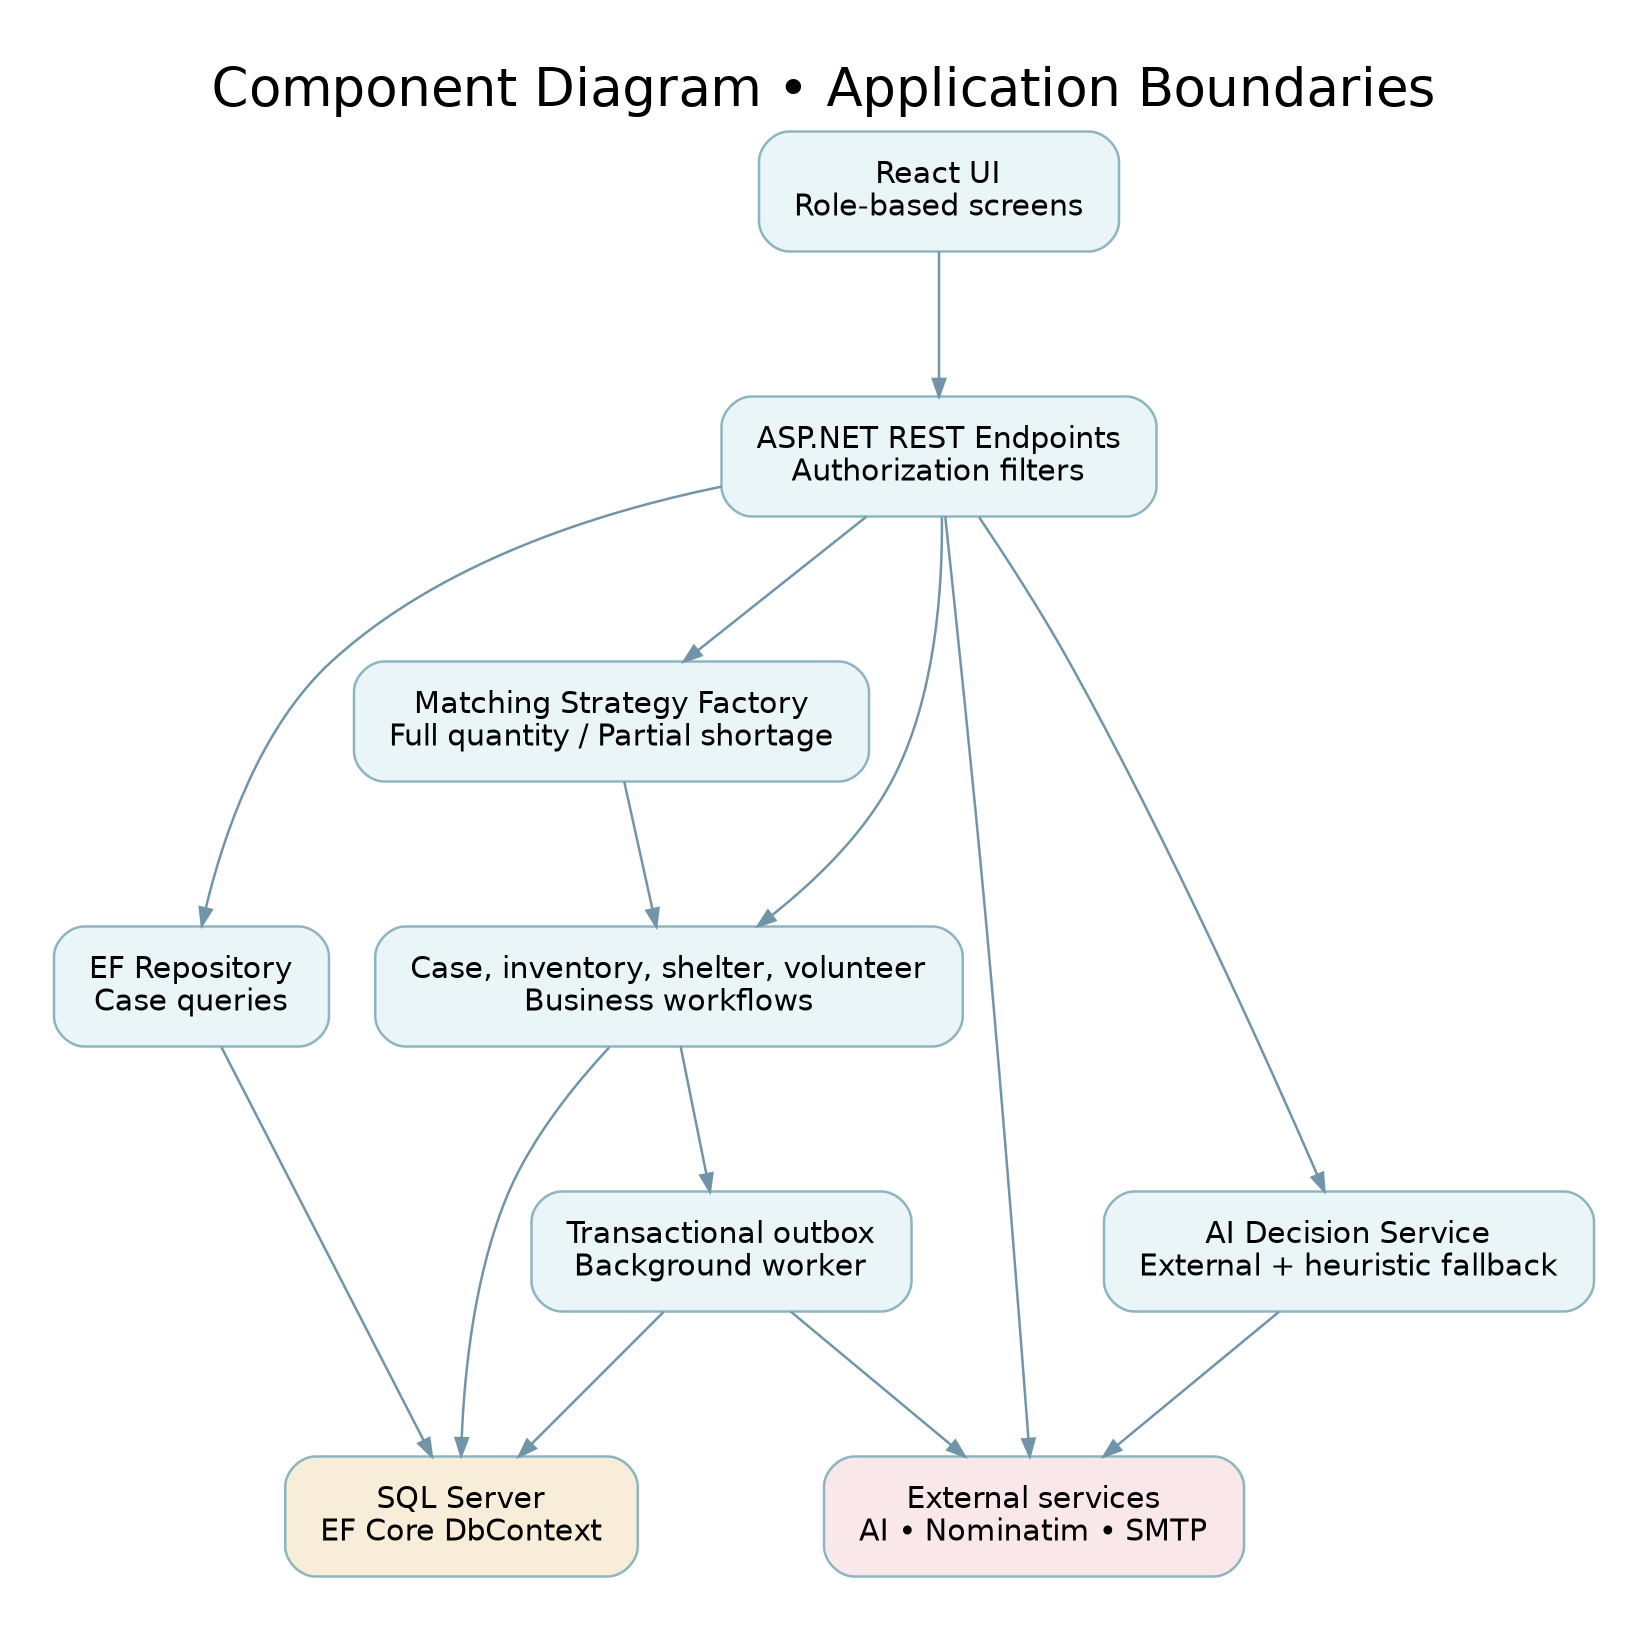 Component Diagram • Application Boundaries
React UI
Role-based screens
ASP.NET REST Endpoints
Authorization filters
Matching Strategy Factory
Full quantity / Partial shortage
EF Repository
Case queries
Case, inventory, shelter, volunteer
Business workflows
Transactional outbox
Background worker
AI Decision Service
External + heuristic fallback
SQL Server
EF Core DbContext
External services
AI • Nominatim • SMTP